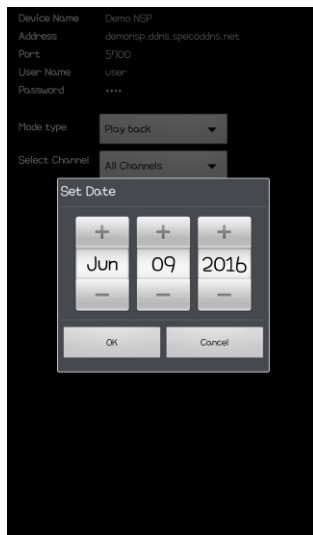 Device Name Demo NSP
Address demonsp.ddns.specoddns.net
Port 5700
User Name user
Password ••••
Mode type Play back
Select Channel All Channels
Set Date
+ + +
Jun 09 2016
- - -
OK Cancel